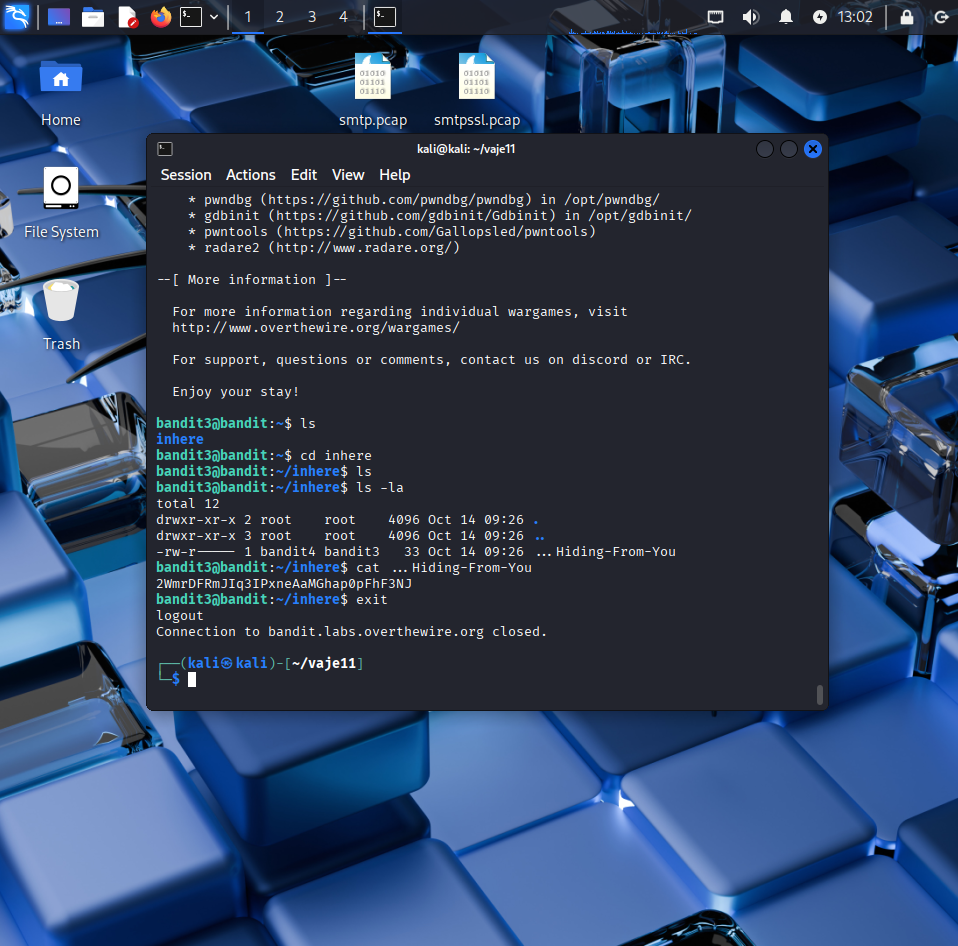 1 2 3 4 13:02
Home
smtp.pcap smtpssl.pcap
kali@kali: ~/vaje11
Session Actions Edit View Help
* pwndbg (https://github.com/pwndbg/pwndbg) in /opt/pwndbg/
* gdbinit (https://github.com/gdbinit/Gdbinit) in /opt/gdbinit/
* pwntools (https://github.com/Gallopsled/pwntools)
* radare2 (http://www.radare.org/)
--[ More information ]--
For more information regarding individual wargames, visit
http://www.overthewire.org/wargames/
For support, questions or comments, contact us on discord or IRC.
Enjoy your stay!
bandit3@bandit:~$ ls
inhere
bandit3@bandit:~$ cd inhere
bandit3@bandit:~/inhere$ ls
bandit3@bandit:~/inhere$ ls -la
total 12
drwxr-xr-x 2 root    root    4096 Oct 14 09:26 .
drwxr-xr-x 3 root    root    4096 Oct 14 09:26 ..
-rw-r----- 1 bandit4 bandit3   33 Oct 14 09:26 ...Hiding-From-You
bandit3@bandit:~/inhere$ cat ...Hiding-From-You
2WmrDFRmJIq3IPxneAaMGhap0pFhF3NJ
bandit3@bandit:~/inhere$ exit
logout
Connection to bandit.labs.overthewire.org closed.
┌──(kali㉿kali)-[~/vaje11]
└─$
File System
Trash